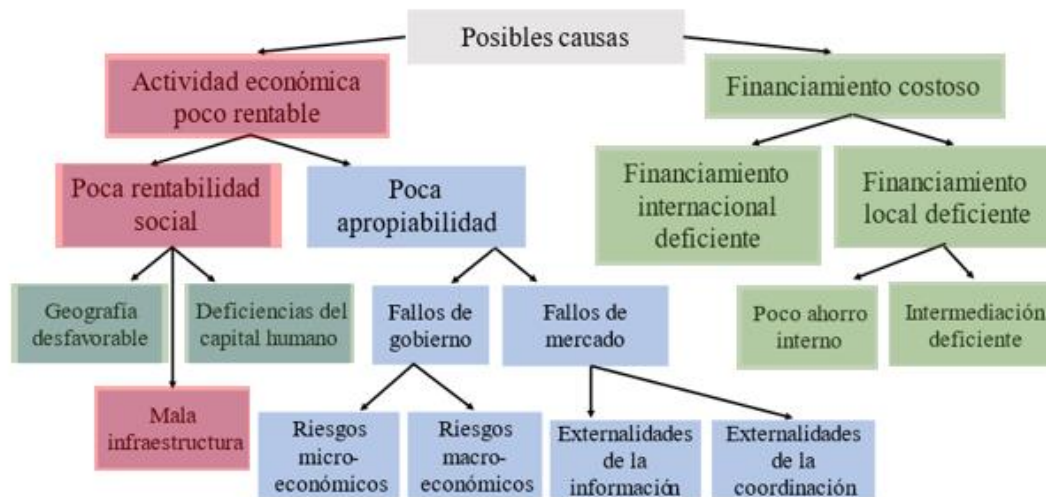 Posibles causas
Actividad económica
poco rentable
Financiamiento costoso
Poca rentabilidad
social
Poca
apropiabilidad
Financiamiento
internacional
deficiente
Financiamiento
local deficiente
Geografía
desfavorable
Deficiencias del
capital humano
Fallos de
gobierno
Fallos de
mercado
Poco ahorro
interno
Intermediación
deficiente
Mala
infraestructura
Riesgos
micro-
económicos
Riesgos
macro-
económicos
Externalidades
de la
información
Externalidades
de la
coordinación